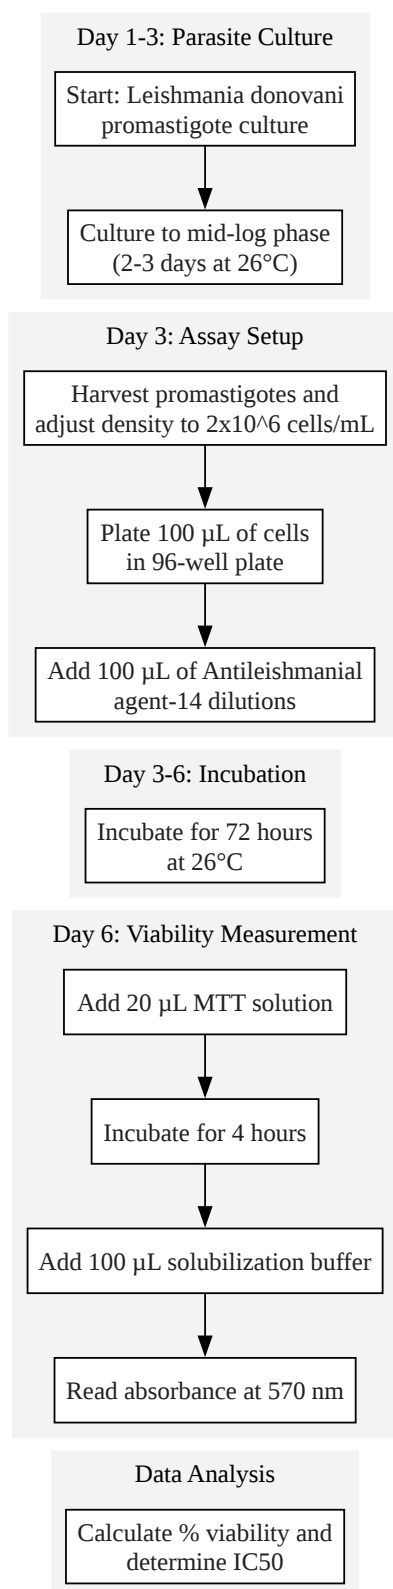 Day 1-3: Parasite Culture
Start: Leishmania donovani
promastigote culture
Culture to mid-log phase
(2-3 days at 26°C)
Day 3: Assay Setup
Harvest promastigotes and
adjust density to 2x10^6 cells/mL
Plate 100 µL of cells
in 96-well plate
Add 100 µL of Antileishmanial
agent-14 dilutions
Day 3-6: Incubation
Incubate for 72 hours
at 26°C
Day 6: Viability Measurement
Add 20 µL MTT solution
Incubate for 4 hours
Add 100 µL solubilization buffer
Read absorbance at 570 nm
Data Analysis
Calculate % viability and
determine IC50